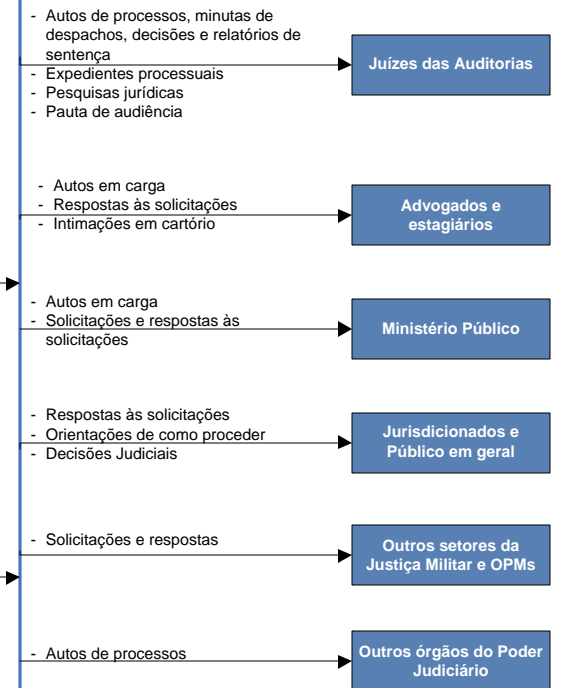 - Autos de processos, minutas de
despachos, decisões e relatórios de
sentença
- Expedientes processuais
- Pesquisas jurídicas
- Pauta de audiência
Juízes das Auditorias
- Autos em carga
- Respostas às solicitações
- Intimações em cartório
Advogados e
estagiários
- Autos em carga
- Solicitações e respostas às
solicitações
Ministério Público
- Respostas às solicitações
- Orientações de como proceder
- Decisões Judiciais
Jurisdicionados e
Público em geral
- Solicitações e respostas
Outros setores da
Justiça Militar e OPMs
- Autos de processos
Outros órgãos do Poder
Judiciário